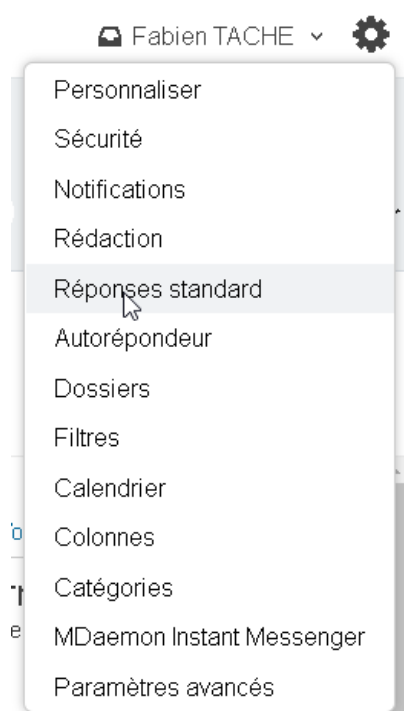 Fabien TACHE
Personnaliser
Sécurité
Notifications
Rédaction
Réponses standard
Autorépondeur
Dossiers
Filtres
Calendrier
Colonnes
Catégories
MDaemon Instant Messenger
Paramètres avancés